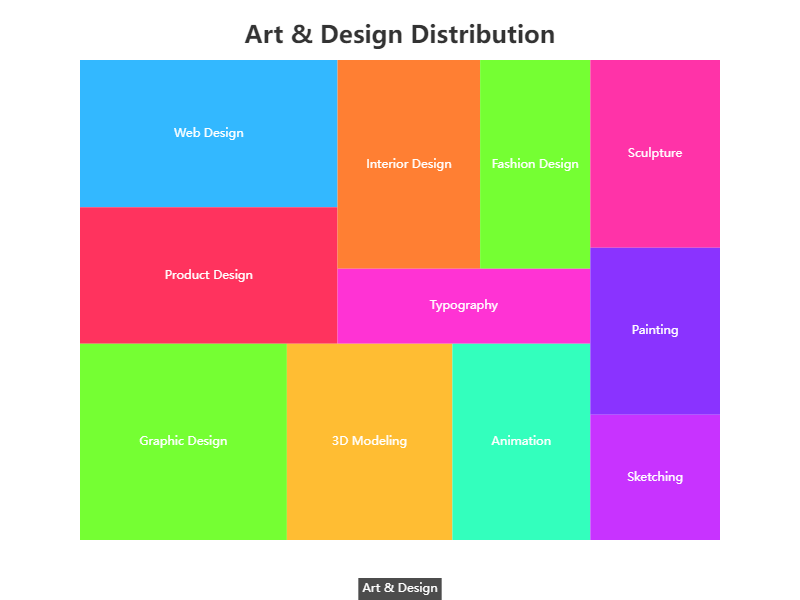 Art & Design Distribution
Web Design
Interior Design
Fashion Design
Sculpture
Product Design
Typography
Painting
Graphic Design
3D Modeling
Animation
Sketching
Art & Design